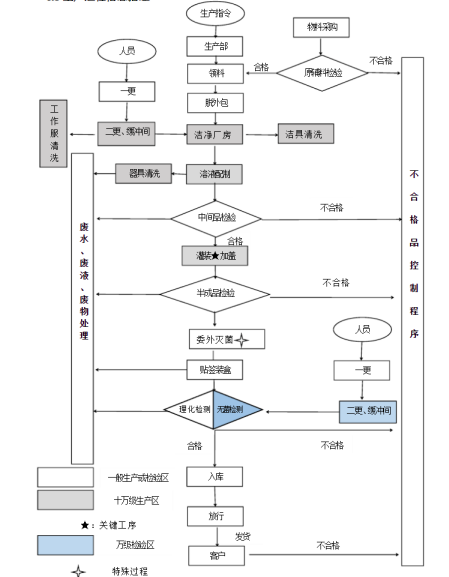 生产指令
物料采购
人员
生产部
不合格
合格
领料
原辅料检验
一更
脱外包
工作服清洗
二更、缓冲间
洁净厂房
洁具清洗
器具清洗
溶液配制
不合格品控制程序
废水、废液、废物处理
中间品检验
不合格
合格
灌装★加盖
半成品检验
不合格
人员
委外灭菌
贴签装盒
一更
理化检测
无菌检测
二更、缓冲间
合格
不合格
入库
一般生产或检验区
十万级生产区
放行
★：关键工序
发货
万级检验区
客户
不合格
特殊过程